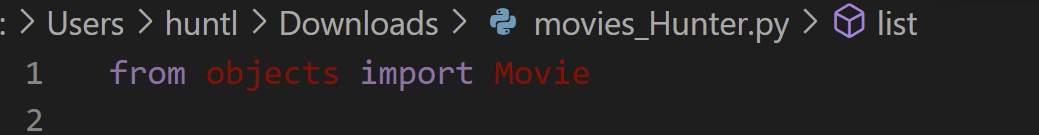 : > Users > huntl > Downloads > movies_Hunter.py > list
1 from objects import Movie
2